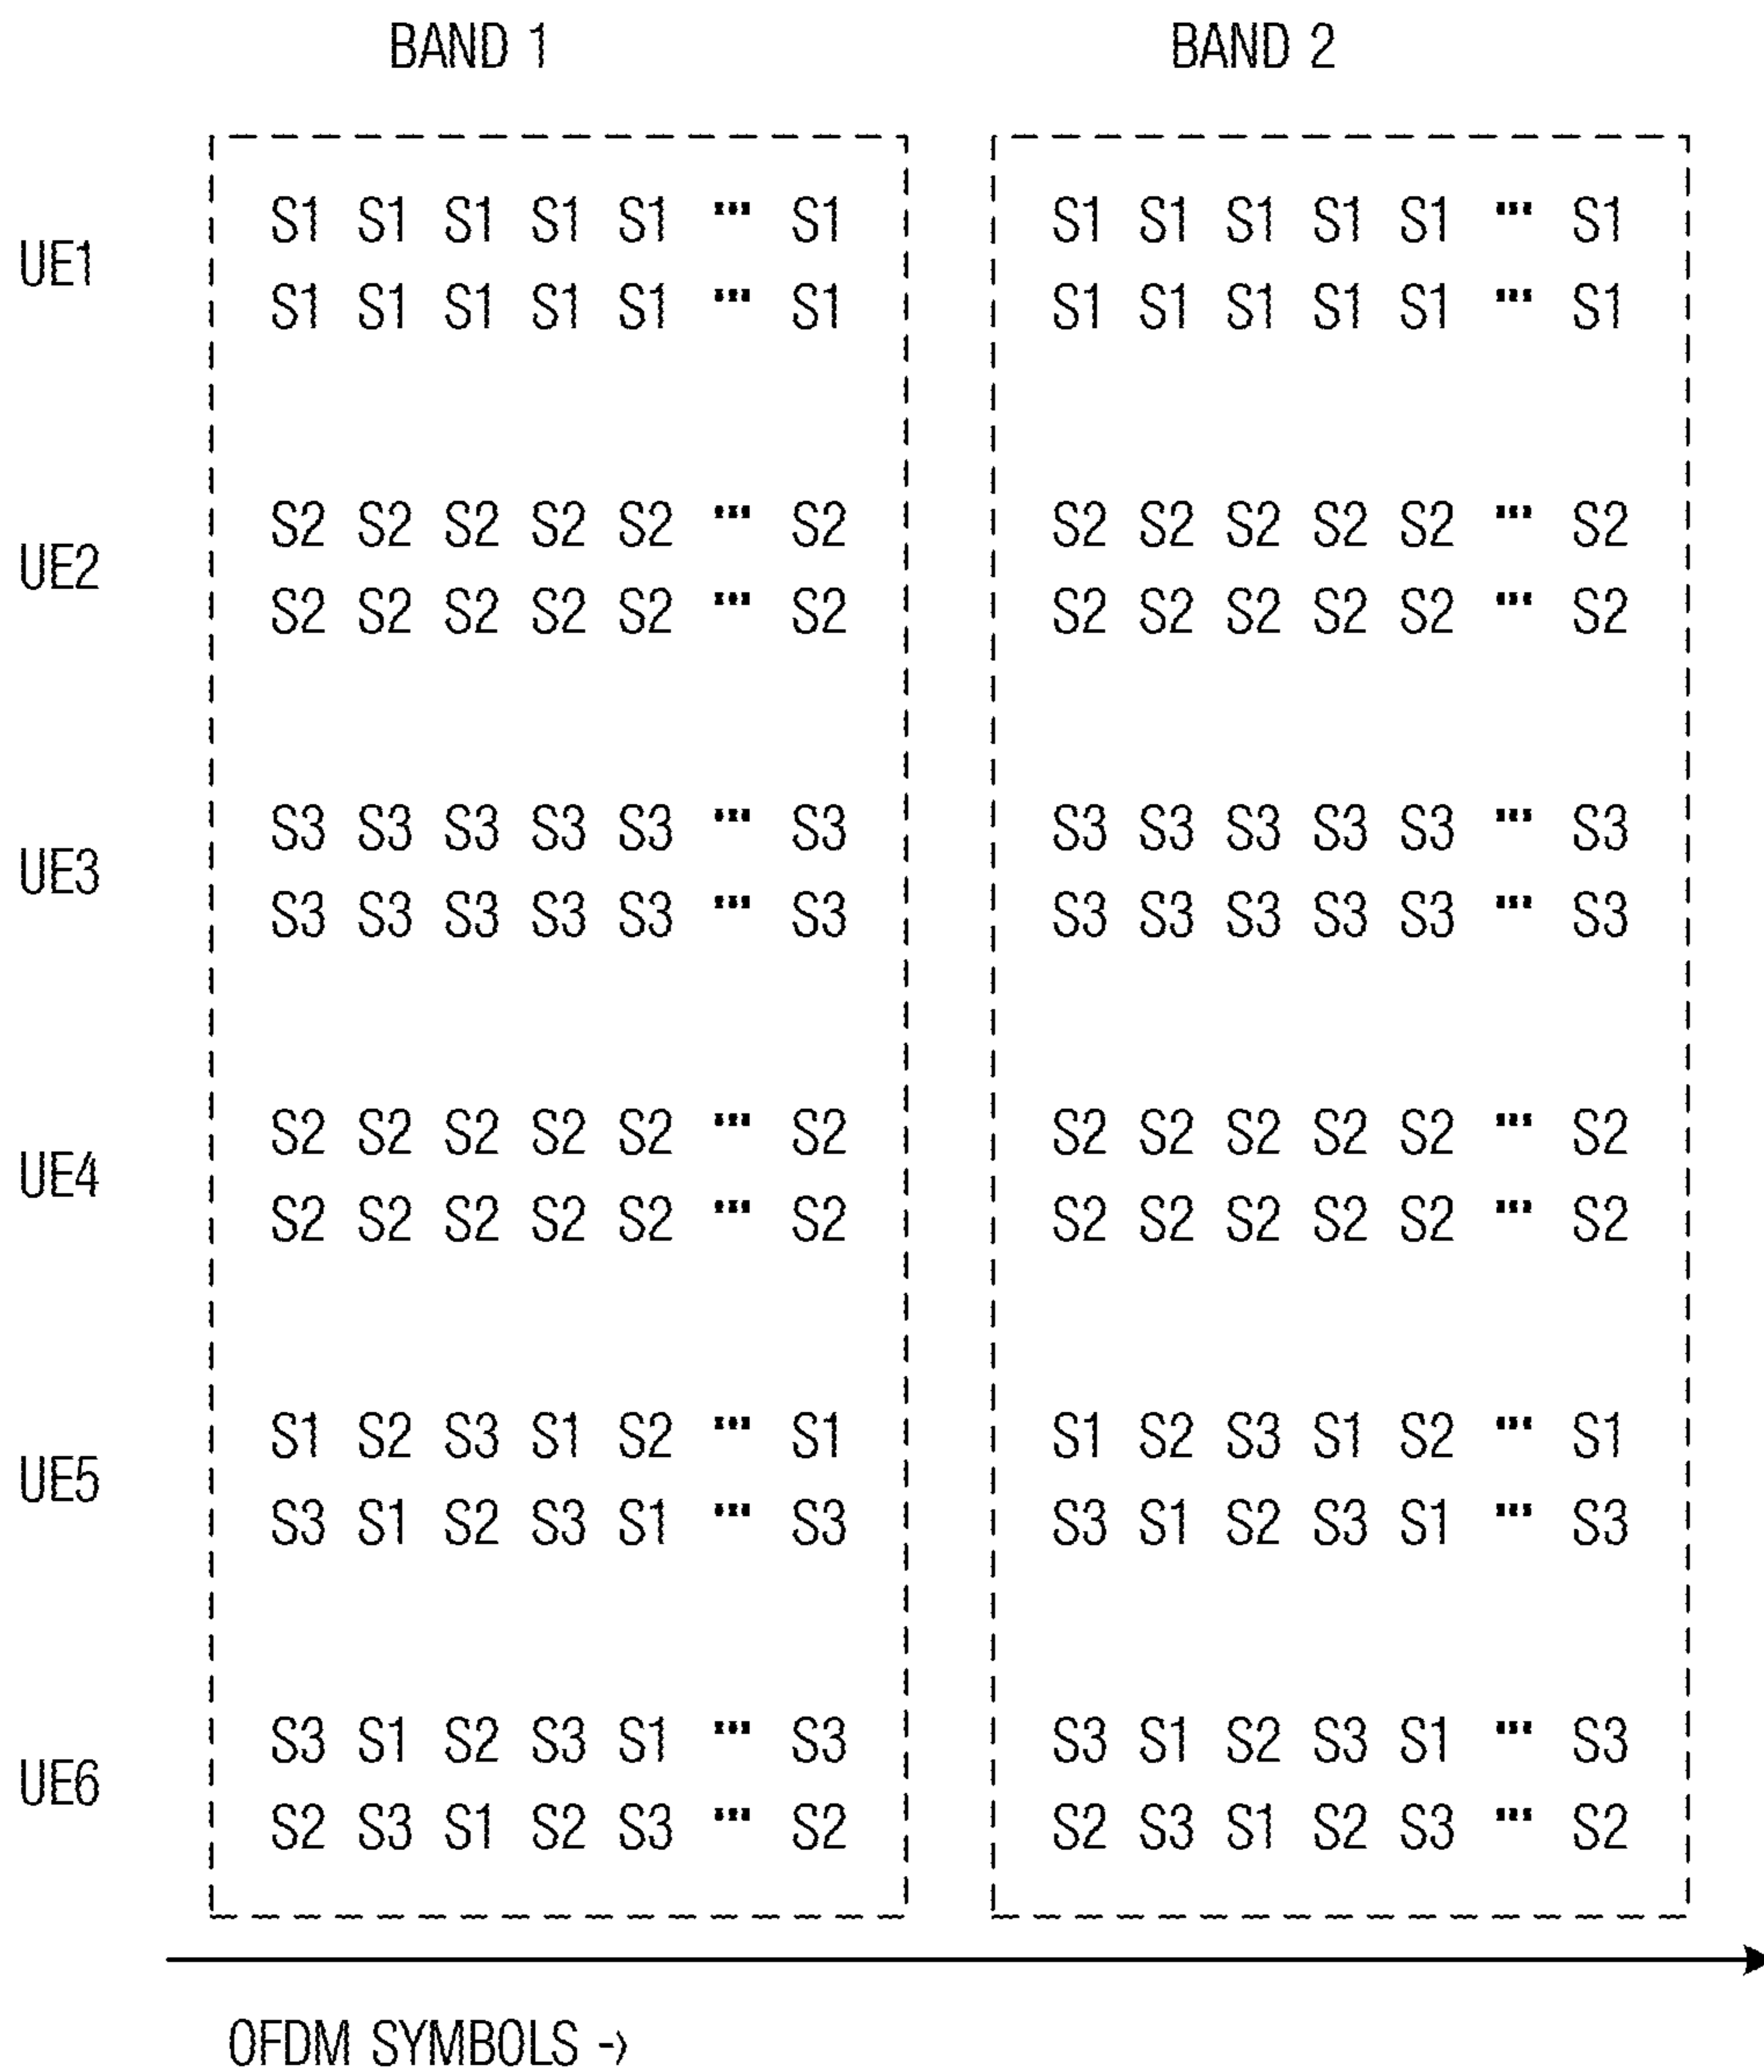 BAND 1 BAND 2
S1 S1 S1 S1 S1 ... S1 S1 S1 S1 S1 S1 ... S1
UE1
S1 S1 S1 S1 S1 ... S1 S1 S1 S1 S1 S1 ... S1
S2 S2 S2 S2 S2 ... S2 S2 S2 S2 S2 S2 ... S2
UE2
S2 S2 S2 S2 S2 ... S2 S2 S2 S2 S2 S2 ... S2
S3 S3 S3 S3 S3 ... S3 S3 S3 S3 S3 S3 ... S3
UE3
S3 S3 S3 S3 S3 ... S3 S3 S3 S3 S3 S3 ... S3
S2 S2 S2 S2 S2 ... S2 S2 S2 S2 S2 S2 ... S2
UE4
S2 S2 S2 S2 S2 ... S2 S2 S2 S2 S2 S2 ... S2
S1 S2 S3 S1 S2 ... S1 S1 S2 S3 S1 S2 ... S1
UE5
S3 S1 S2 S3 S1 ... S3 S3 S1 S2 S3 S1 ... S3
S3 S1 S2 S3 S1 ... S3 S3 S1 S2 S3 S1 ... S3
UE6
S2 S3 S1 S2 S3 ... S2 S2 S3 S1 S2 S3 ... S2
OFDM SYMBOLS ->